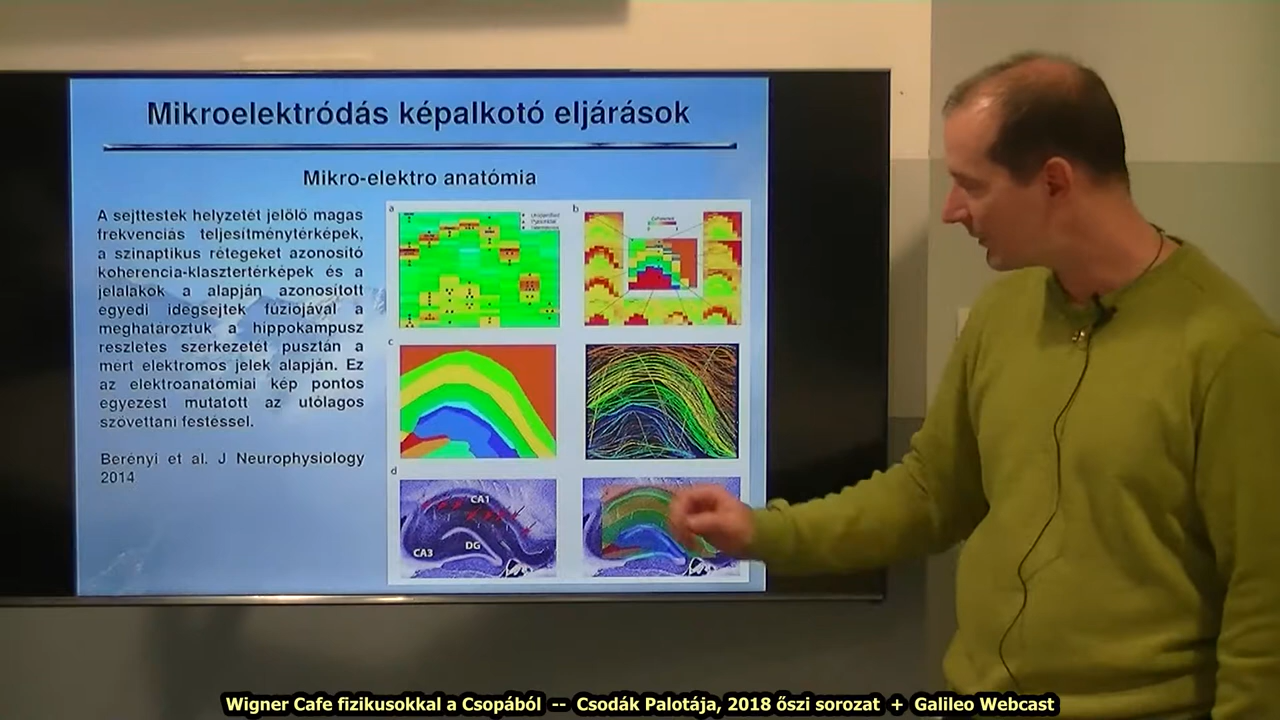 Mikroelektródás képalkotó eljárások
Mikro-elektro anatómia
A sejttestek helyzetét jelölő magas
frekvenciás teljesítménytérképek,
a szinaptikus rétegeket azonosító
koherencia-klasztertérképek és a
jelalakok a alapján azonosított
egyedi idegsejtek fúziójával a
meghatároztuk a hippokampusz
részletes szerkezetét pusztán a
mért elektromos jelek alapján. Ez
az elektroanatómiai kép pontos
egyezést mutatott az utólagos
szövettani festéssel.
Berényi et al. J Neurophysiology
2014
a
b
c
d
CA1
CA3
DG
Wigner Cafe fizikusokkal a Csopából -- Csodák Palotája, 2018 őszi sorozat + Galileo Webcast